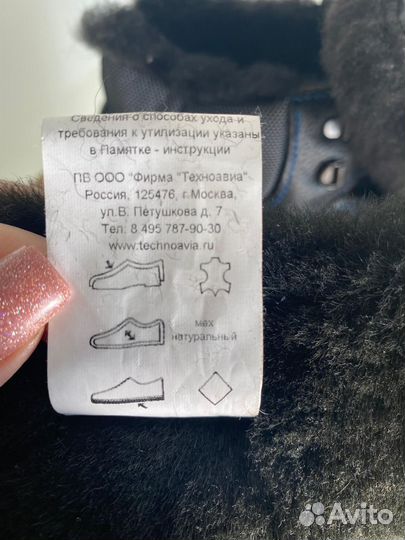 Сведения о способах ухода и
требования к утилизации указаны
в Памятке - инструкции
ПВ ООО "Фирма "Техноавиа"
Россия, 125476, г.Москва,
ул.В. Петушкова д. 7
Тел. 8 495 787-90-30
www.technoavia.ru
мех
натуральный
Avito